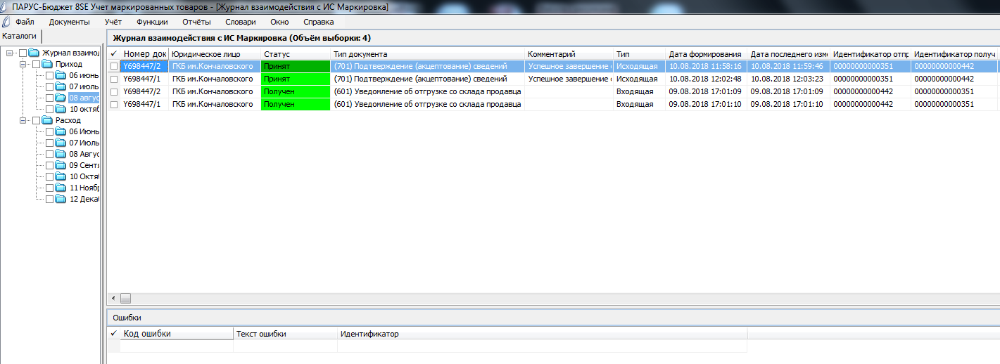 ПАРУС-Бюджет 8SE Учет маркированных товаров - [Журнал взаимодействия с ИС Маркировка]
Файл Документы Учёт Функции Отчёты Словари Окно Справка
Каталоги
Журнал взаимод
Приход
06 июнь
07 июль
08 авгус
10 октяб
Расход
06 Июнь
07 Июль
08 Авгус
09 Сентя
10 Октяб
11 Ноябр
12 Декаб
Журнал взаимодействия с ИС Маркировка (Объём выборки: 4)
Номер док Юридическое лицо Статус Тип документа Комментарий Тип Дата формирования Дата последнего изме Идентификатор отпр Идентификатор получ
Y698447/2 ГКБ им.Кончаловского Принят (701) Подтверждение (акцептование) сведений Успешное завершение Исходящая 10.08.2018 11:58:16 10.08.2018 11:59:46 00000000000351 00000000000442
Y698447/1 ГКБ им.Кончаловского Принят (701) Подтверждение (акцептование) сведений Успешное завершение Исходящая 10.08.2018 12:02:48 10.08.2018 12:03:23 00000000000351 00000000000442
Y698447/2 ГКБ им.Кончаловского Получен (601) Уведомление об отгрузке со склада продавца Входящая 09.08.2018 17:01:09 09.08.2018 17:01:09 00000000000442 00000000000351
Y698447/1 ГКБ им.Кончаловского Получен (601) Уведомление об отгрузке со склада продавца Входящая 09.08.2018 17:01:10 09.08.2018 17:01:10 00000000000442 00000000000351
Ошибки
Код ошибки Текст ошибки Идентификатор